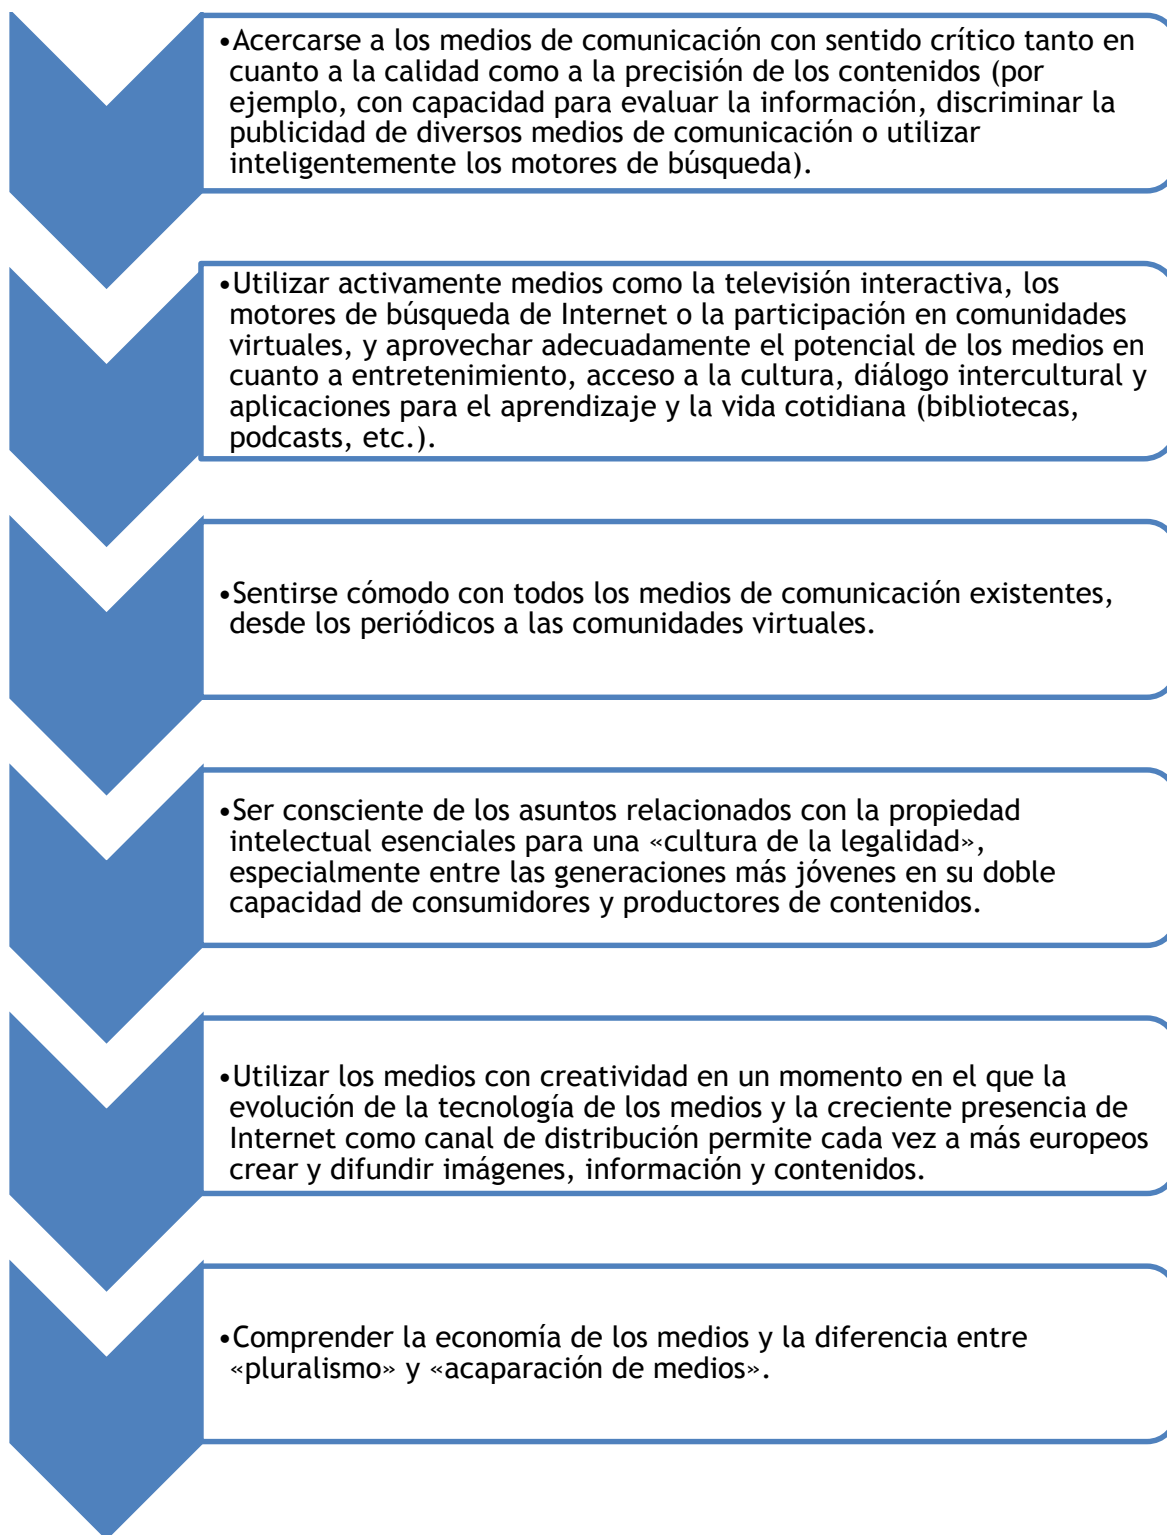 •Acercarse a los medios de comunicación con sentido crítico tanto en
cuanto a la calidad como a la precisión de los contenidos (por
ejemplo, con capacidad para evaluar la información, discriminar la
publicidad de diversos medios de comunicación o utilizar
inteligentemente los motores de búsqueda).
•Utilizar activamente medios como la televisión interactiva, los
motores de búsqueda de Internet o la participación en comunidades
virtuales, y aprovechar adecuadamente el potencial de los medios en
cuanto a entretenimiento, acceso a la cultura, diálogo intercultural y
aplicaciones para el aprendizaje y la vida cotidiana (bibliotecas,
podcasts, etc.).
•Sentirse cómodo con todos los medios de comunicación existentes,
desde los periódicos a las comunidades virtuales.
•Ser consciente de los asuntos relacionados con la propiedad
intelectual esenciales para una «cultura de la legalidad»,
especialmente entre las generaciones más jóvenes en su doble
capacidad de consumidores y productores de contenidos.
•Utilizar los medios con creatividad en un momento en el que la
evolución de la tecnología de los medios y la creciente presencia de
Internet como canal de distribución permite cada vez a más europeos
crear y difundir imágenes, información y contenidos.
•Comprender la economía de los medios y la diferencia entre
«pluralismo» y «acaparación de medios».